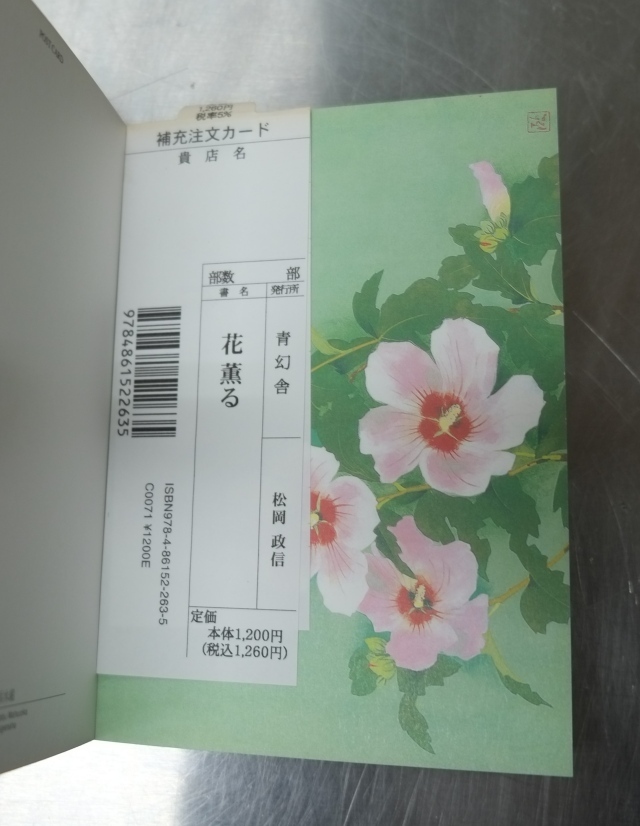 1,260円
税率5%
補充注文カード
貴店名
部数 部
書名 発行所
花薫る
青幻舎
松岡政信
9784861522635
ISBN978-4-86152-263-5
C0071 ¥1200E
定価
本体1,200円
(税込1,260円)